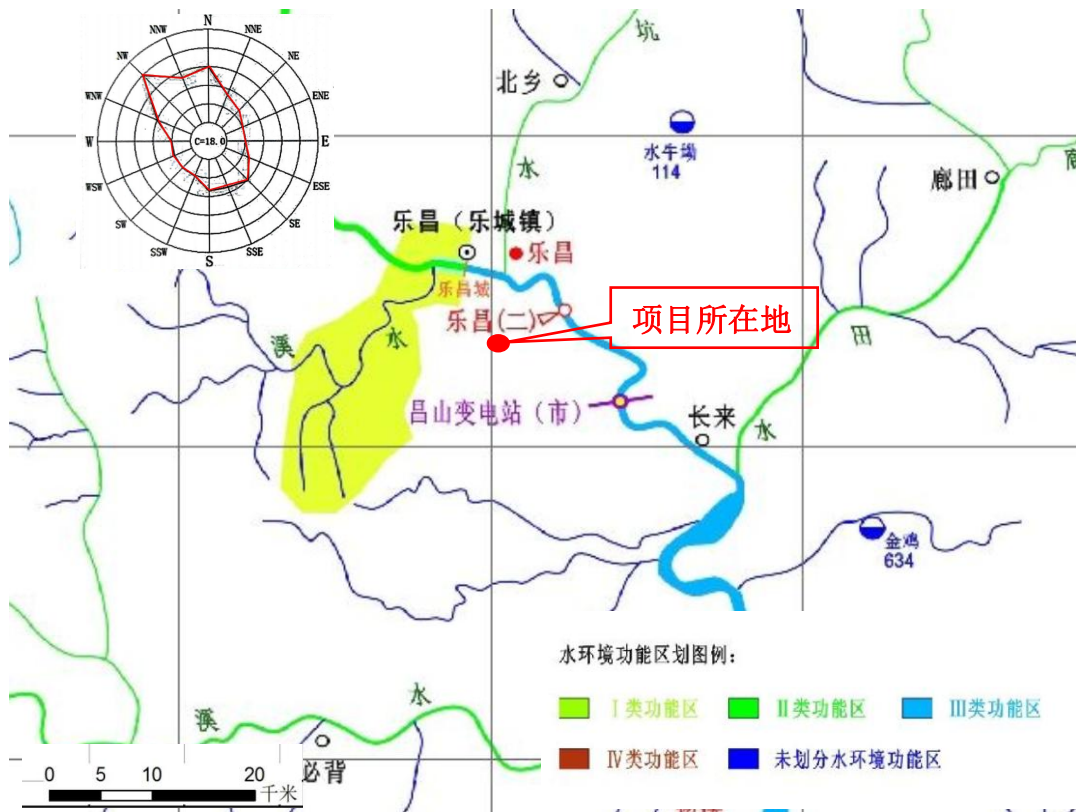 N
NNW
NNE
NW
NE
WNW
ENE
W
C=18.0
E
WSW
ESE
SW
SE
SSW
SSE
S
坑
北乡
水牛坳
114
水
廊田
乐昌（乐城镇）
乐昌
乐昌城
乐昌(二)
项目所在地
溪
水
田
昌山变电站（市）
长来
水
金鸡
634
水环境功能区划图例：
I类功能区
II类功能区
III类功能区
IV类功能区
未划分水环境功能区
溪
水
必背
0 5 10 20
千米